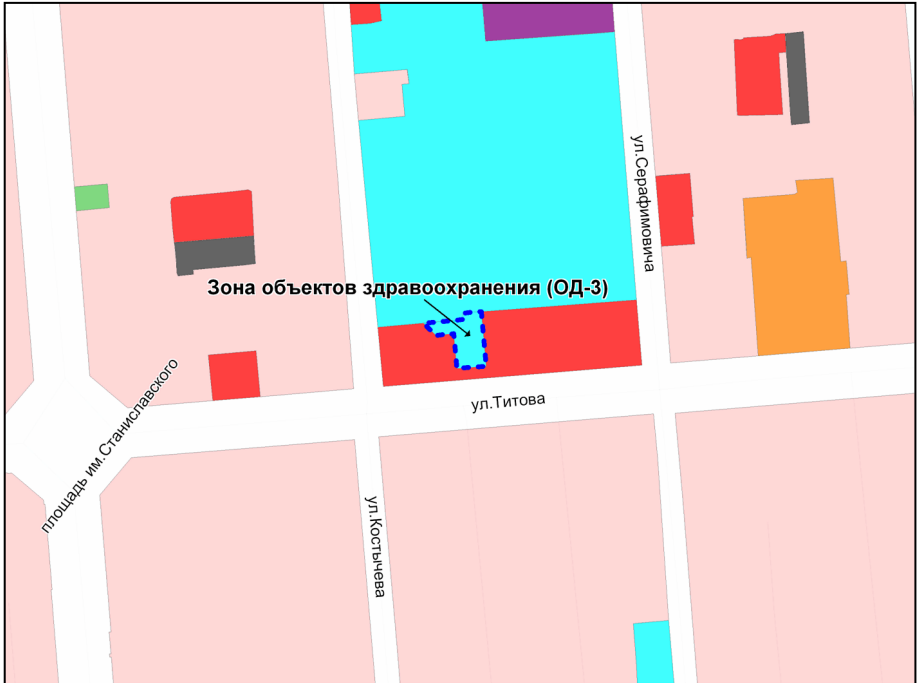 ул.Серафимовича
Зона объектов здравоохранения (ОД-3)
площадь им.Станиславского
ул.Титова
ул.Костычева